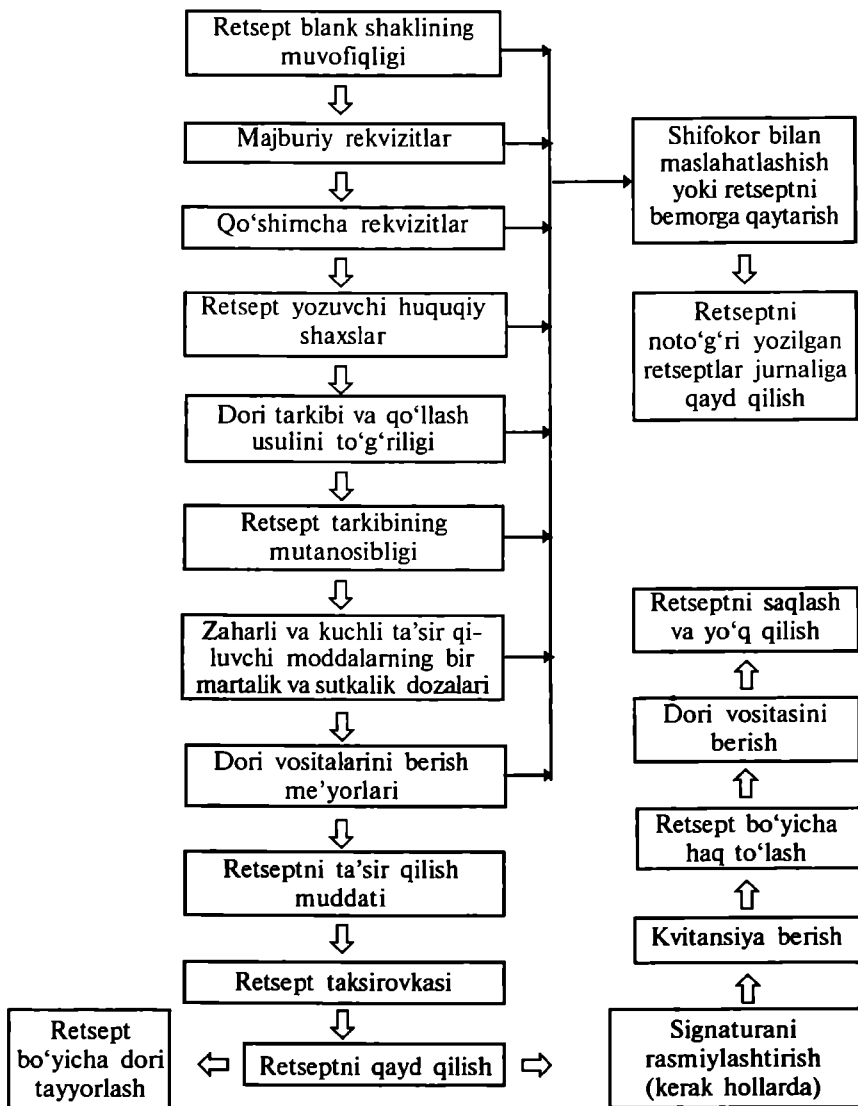 Retsept blank shaklining
muvofiqligi
Majburiy rekvizitlar
Qo‘shimcha rekvizitlar
Retsept yozuvchi huquqiy
shaxslar
Dori tarkibi va qo‘llash
usulini to‘g‘riligi
Retsept tarkibining
mutanosibligi
Zaharli va kuchli ta’sir qi-
luvchi moddalarning bir
martalik va sutkalik dozalari
Dori vositalarini berish
me’yorlari
Retseptni ta’sir qilish
muddati
Retsept taksirovkasi
Retseptni qayd qilish
Retsept
bo‘yicha dori
tayyorlash
Shifokor bilan
maslahatlashish
yoki retseptni
bemorga qaytarish
Retseptni
noto‘g‘ri yozilgan
retseptlar jurnaliga
qayd qilish
Retseptni saqlash
va yo‘q qilish
Dori vositasini
berish
Retsept bo‘yicha
haq to‘lash
Kvitansiya berish
Signaturani
rasmiylashtirish
(kerak hollarda)